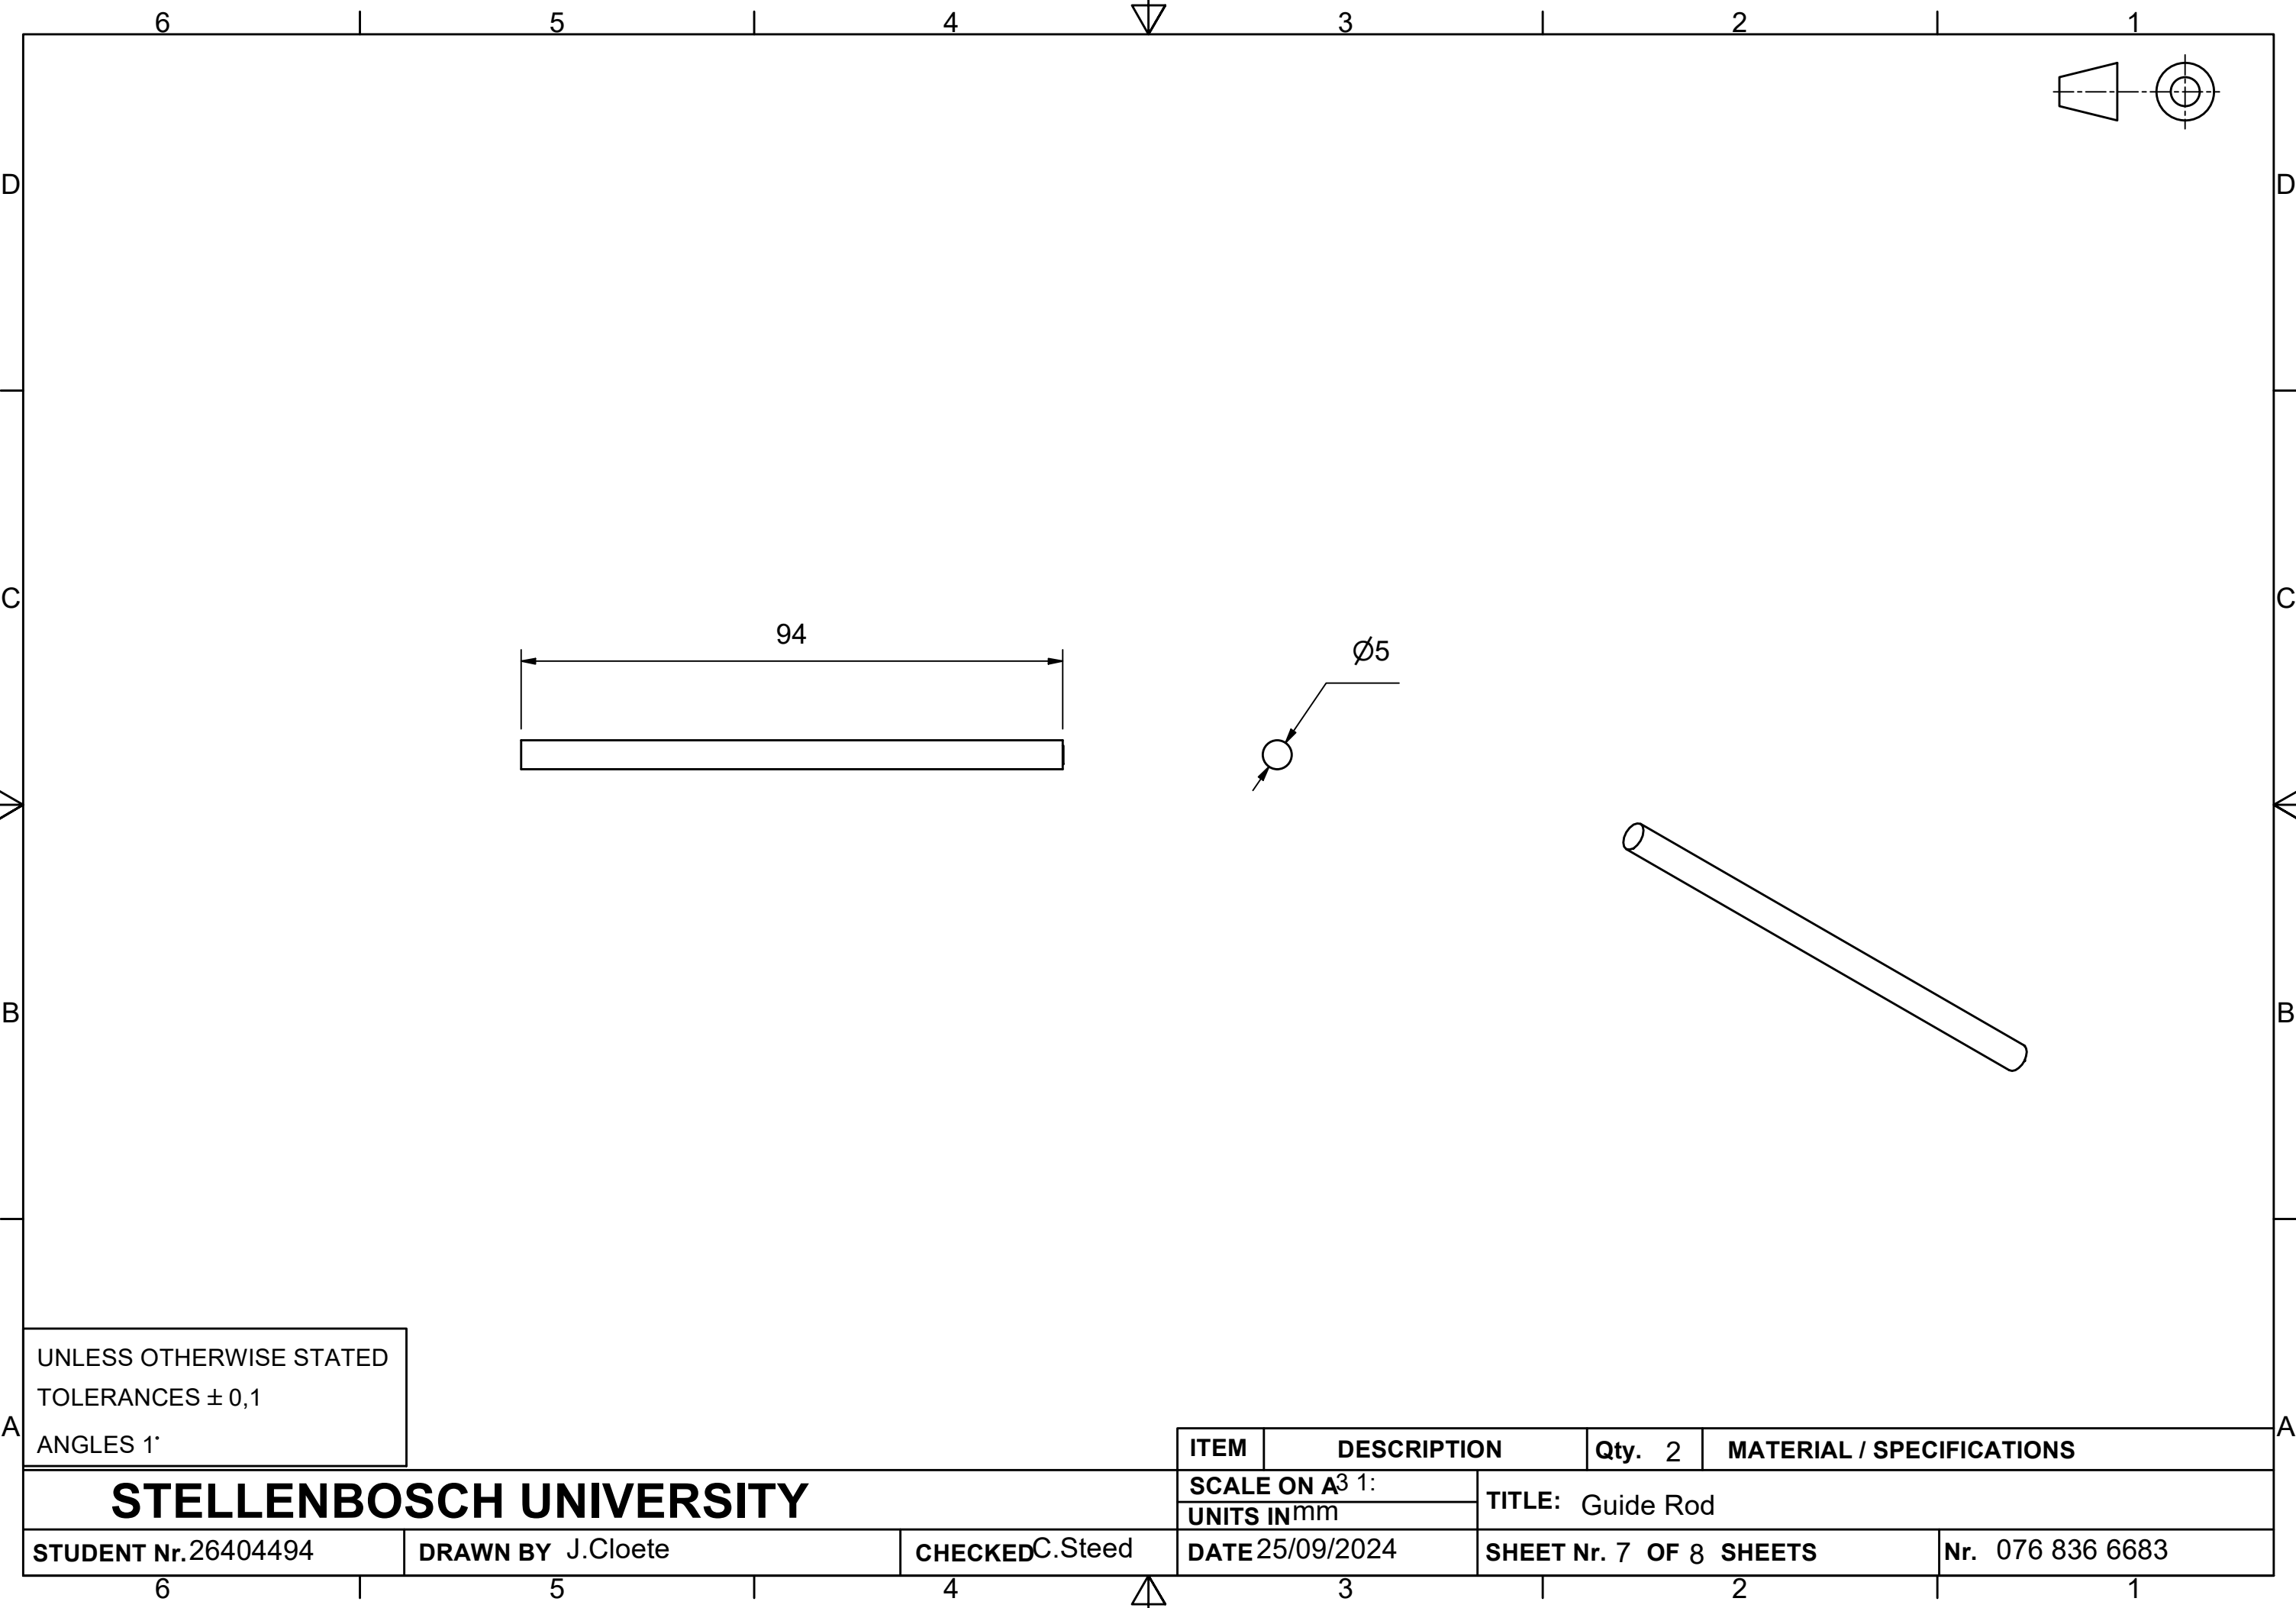 6 5 4 3 2 1
D D
C C
94
Ø5
B B
UNLESS OTHERWISE STATED
TOLERANCES ± 0,1
ANGLES 1°
A A
ITEM DESCRIPTION Qty. 2 MATERIAL / SPECIFICATIONS
STELLENBOSCH UNIVERSITY
SCALE ON A3 1:
UNITS IN mm
TITLE: Guide Rod
STUDENT Nr. 26404494 DRAWN BY J.Cloete CHECKED C.Steed DATE 25/09/2024 SHEET Nr. 7 OF 8 SHEETS Nr. 076 836 6683
6 5 4 3 2 1